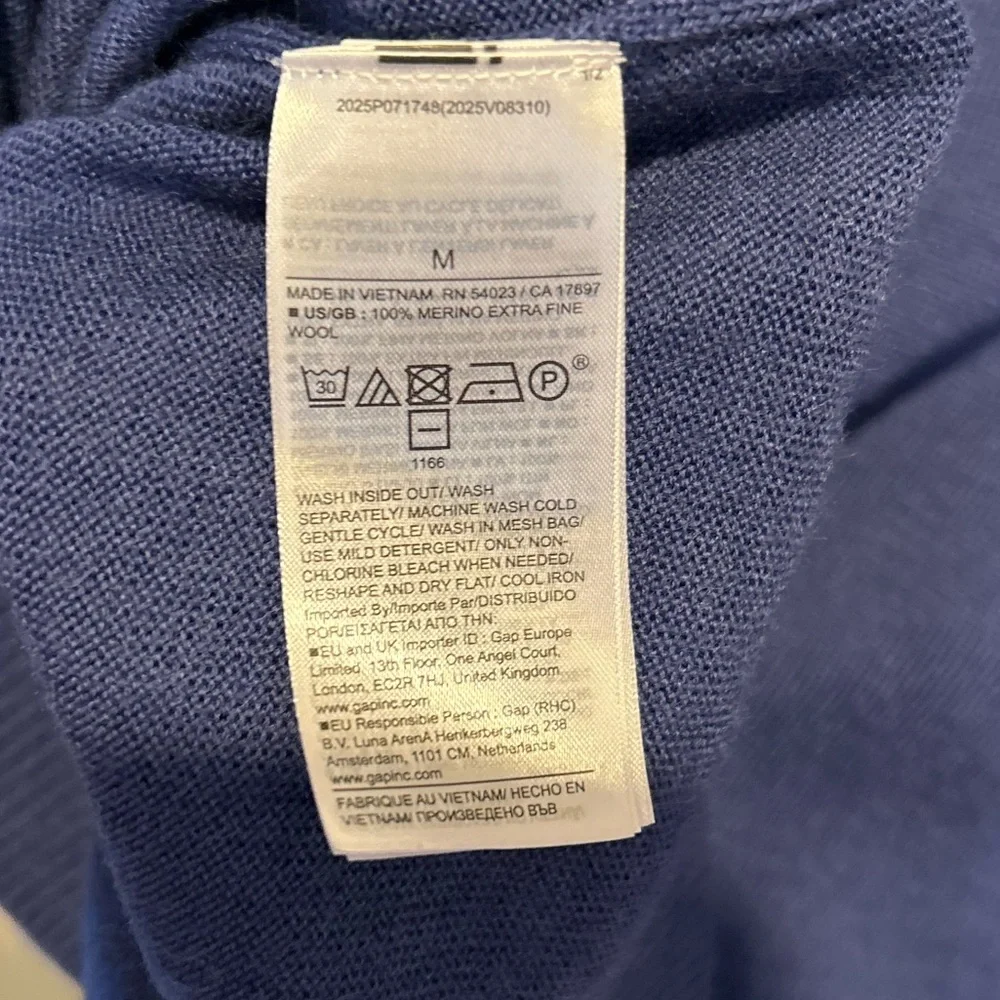 1/2
2025P071748(2025V08310)
M
MADE IN VIETNAM RN 54023 / CA 17897
■ US/GB : 100% MERINO EXTRA FINE
WOOL
30 P ®
1166
WASH INSIDE OUT/ WASH
SEPARATELY/ MACHINE WASH COLD
GENTLE CYCLE/ WASH IN MESH BAG/
USE MILD DETERGENT/ ONLY NON-
CHLORINE BLEACH WHEN NEEDED/
RESHAPE AND DRY FLAT/ COOL IRON
Imported By/Importe Par/DISTRIBUIDO
POR/ΕΙΣΑΓΕΤΑΙ ΑΠΟ ΤΗΝ:
■EU and UK Importer ID : Gap Europe
Limited, 13th Floor, One Angel Court,
London, EC2R 7HJ, United Kingdom
www.gapinc.com
■EU Responsible Person : Gap (RHC)
B.V. Luna ArenA Herikerbergweg 238
Amsterdam, 1101 CM, Netherlands
www.gapinc.com
FABRIQUE AU VIETNAM/ HECHO EN
VIETNAM/ ПРОИЗВЕДЕНО ВЪВ